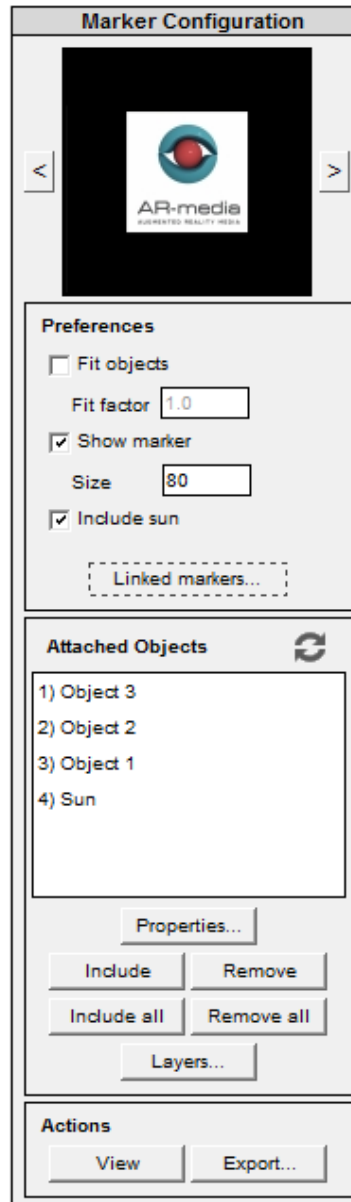 Marker Configuration
<
>
AR-media
AUGMENTED REALITY MEDIA
Preferences
Fit objects
Fit factor 1.0
Show marker
Size 80
Include sun
Linked markers...
Attached Objects
1) Object 3
2) Object 2
3) Object 1
4) Sun
Properties...
Include Remove
Include all Remove all
Layers...
Actions
View Export...